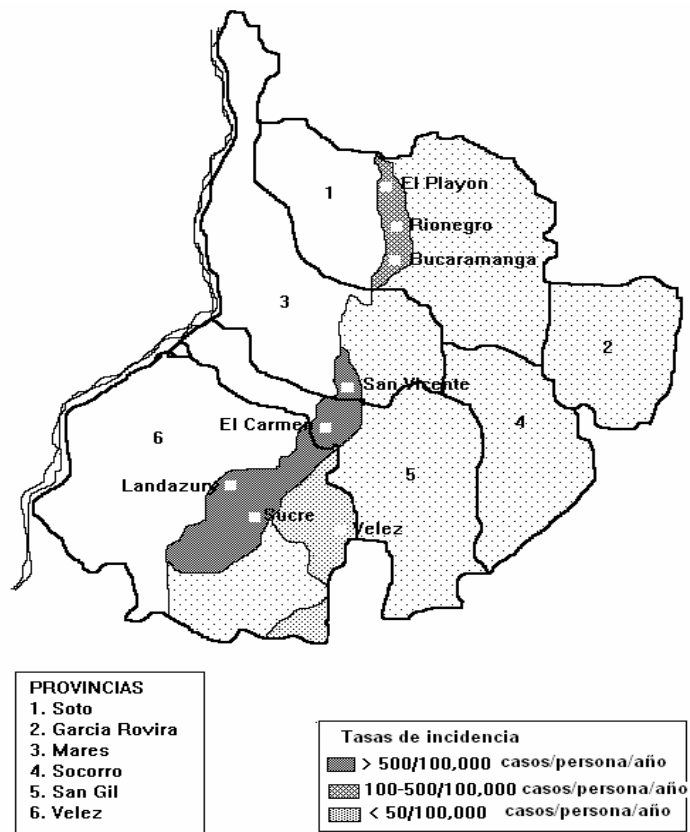 El Playon
1
Rionegro
Bucaramanga
3
2
San Vicente
El Carmen
4
6
5
Landazury
Sucre
Velez
PROVINCIAS
1. Soto
2. Garcia Rovira
3. Mares
4. Socorro
5. San Gil
6. Velez
Tasas de incidencia
> 500/100,000 casos/persona/año
100-500/100,000 casos/persona/año
< 50/100,000 casos/persona/año